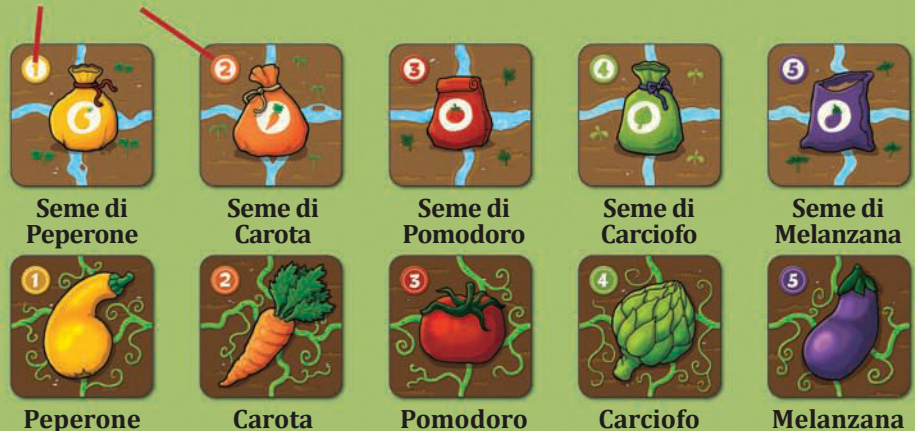 1 2 3 4 5
Seme di Peperone
Seme di Carota
Seme di Pomodoro
Seme di Carciofo
Seme di Melanzana
1 2 3 4 5
Peperone Carota Pomodoro Carciofo Melanzana